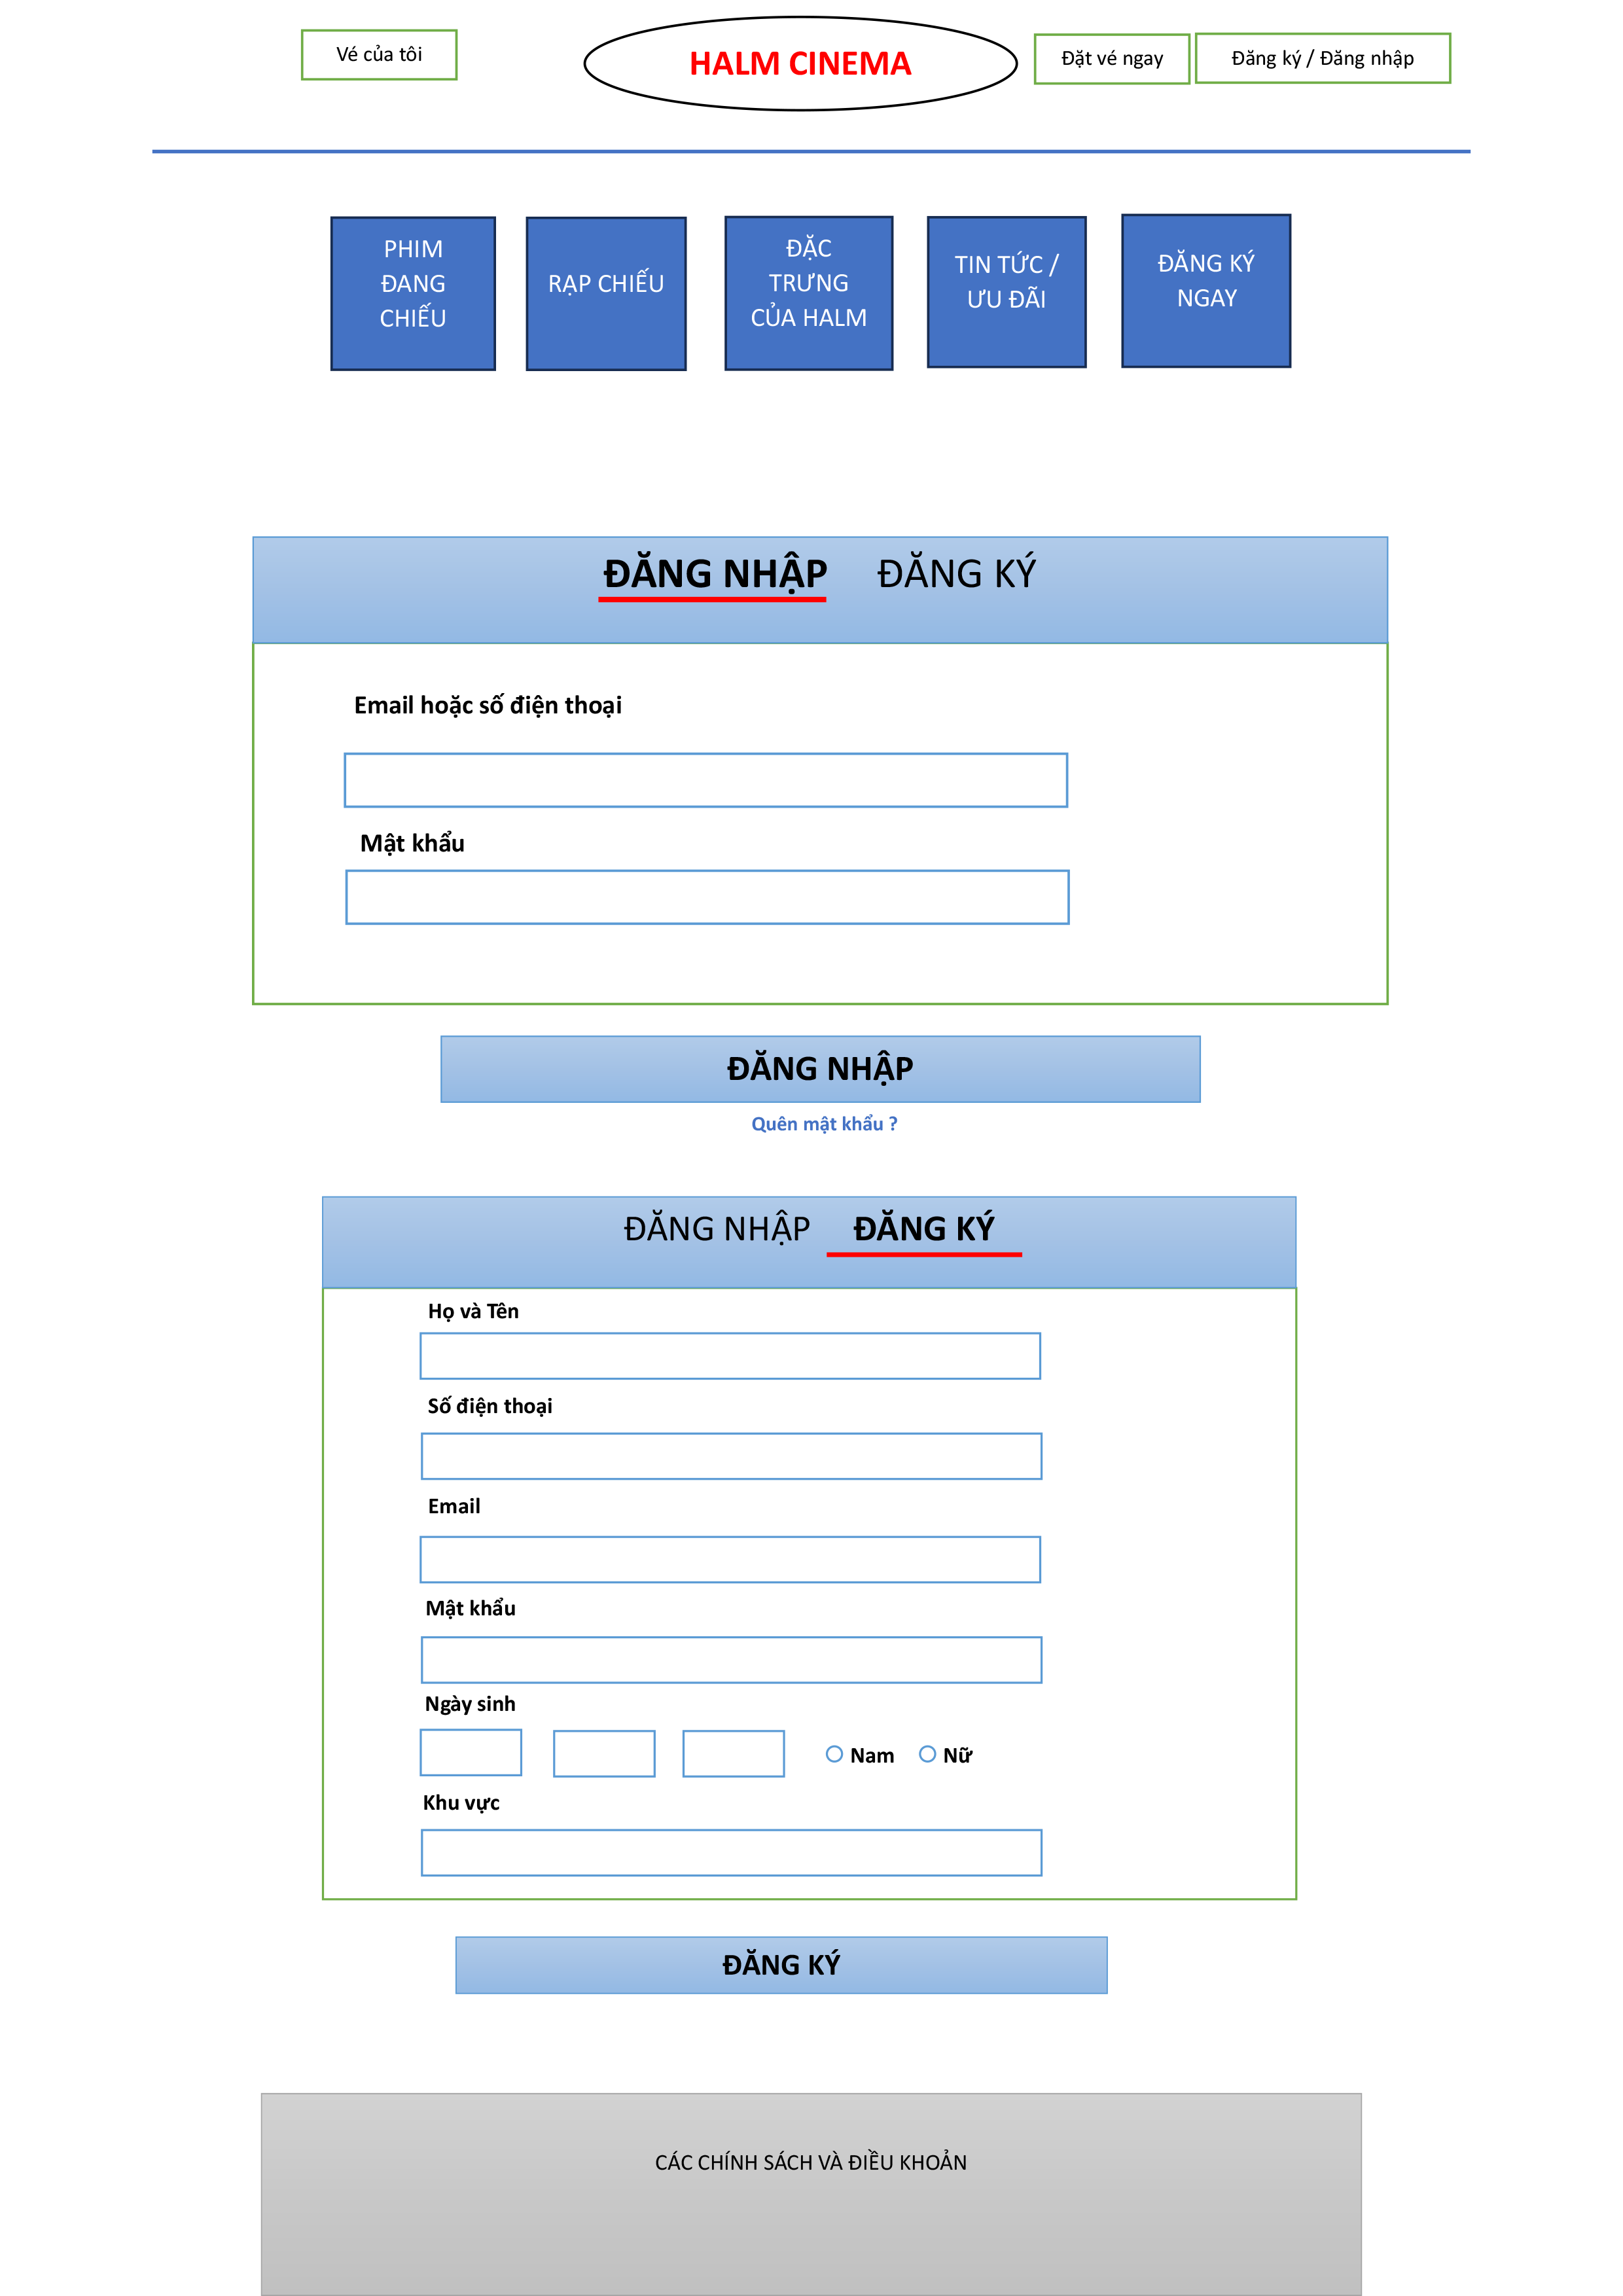 Vé của tôi
HALM CINEMA
Đặt vé ngay
Đăng ký / Đăng nhập
PHIM
ĐANG
CHIẾU
RẠP CHIẾU
ĐẶC
TRƯNG
CỦA HALM
TIN TỨC /
ƯU ĐÃI
ĐĂNG KÝ
NGAY
ĐĂNG NHẬP ĐĂNG KÝ
Email hoặc số điện thoại
Mật khẩu
ĐĂNG NHẬP
Quên mật khẩu ?
ĐĂNG NHẬP ĐĂNG KÝ
Họ và Tên
Số điện thoại
Email
Mật khẩu
Ngày sinh
Nam Nữ
Khu vực
ĐĂNG KÝ
CÁC CHÍNH SÁCH VÀ ĐIỀU KHOẢN